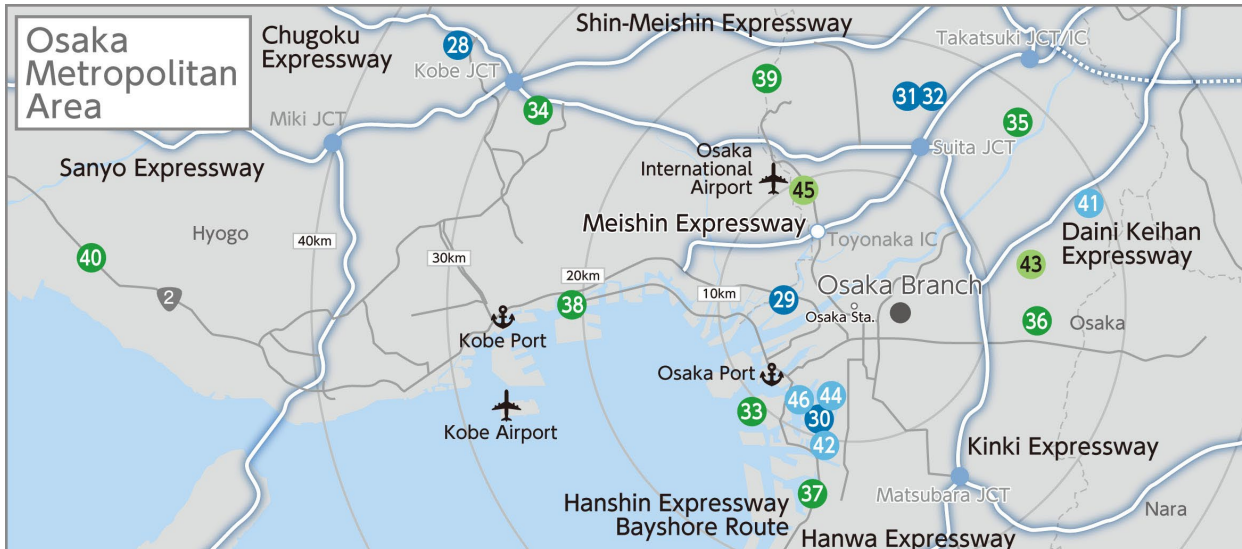 Osaka
Metropolitan
Area
Chugoku
Expressway
28
Kobe JCT
Shin-Meishin Expressway
Takatsuki JCT/IC
39
31
32
34
35
Miki JCT
Suita JCT
Sanyo Expressway
Osaka
International
Airport
45
41
Meishin Expressway
Toyonaka IC
Daini Keihan
Expressway
Hyogo
40km
30km
20km
10km
40
43
2
38
29
Osaka Branch
Osaka Sta.
Kobe Port
36
Osaka
Osaka Port
46
44
33
30
Kobe Airport
42
Kinki Expressway
37
Hanshin Expressway
Bayshore Route
Matsubara JCT
Nara
Hanwa Expressway